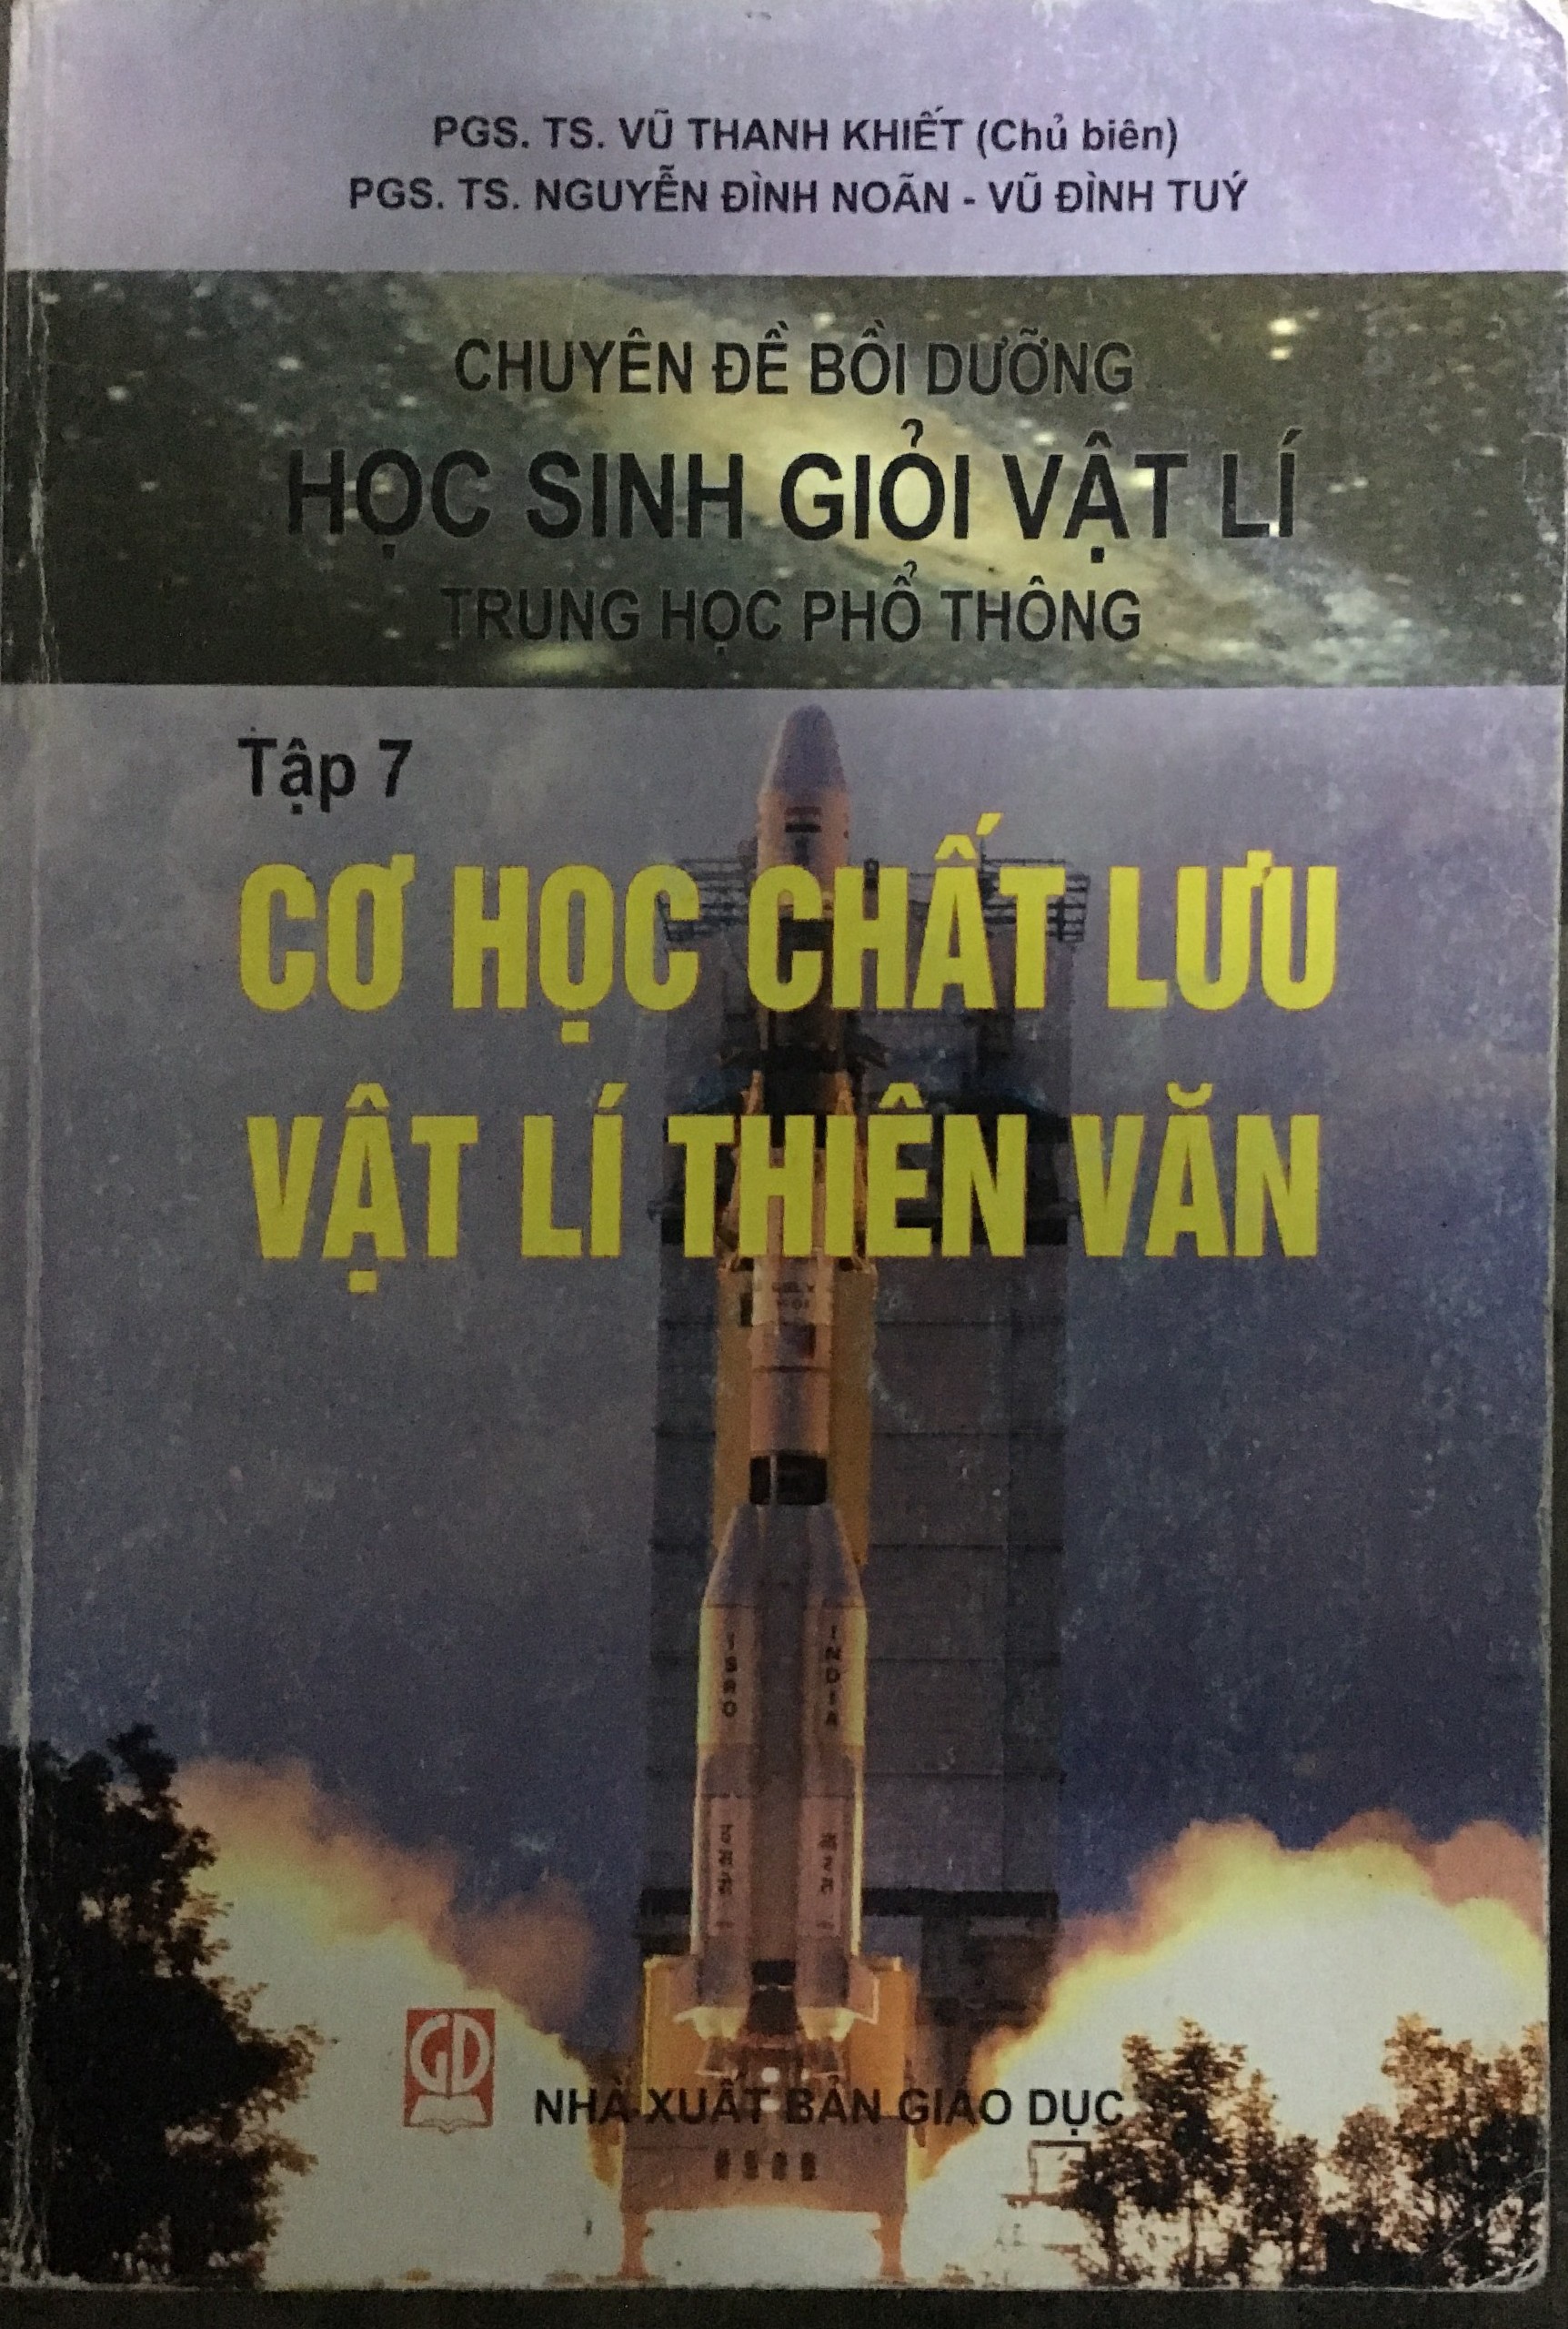 PGS. TS. VŨ THANH KHIẾT (Chủ biên)
PGS. TS. NGUYỄN ĐÌNH NOÃN - VŨ ĐÌNH TUÝ
CHUYÊN ĐỀ BỒI DƯỠNG
HỌC SINH GIỎI VẬT LÍ
TRUNG HỌC PHỔ THÔNG
Tập 7
CƠ HỌC CHẤT LƯU
VẬT LÍ THIÊN VĂN
ISRO
INDIA
GD
NHÀ XUẤT BẢN GIÁO DỤC